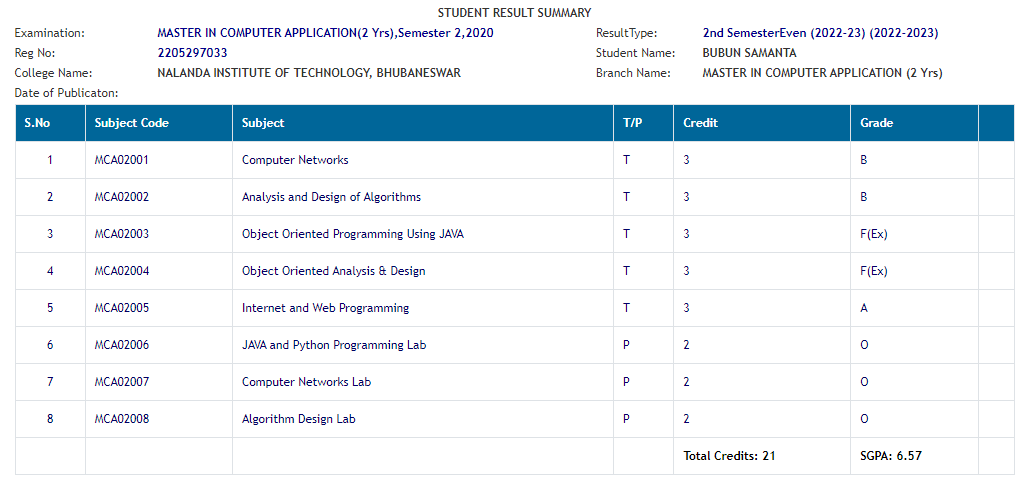 STUDENT RESULT SUMMARY
Examination: MASTER IN COMPUTER APPLICATION(2 Yrs),Semester 2,2020 ResultType: 2nd SemesterEven (2022-23) (2022-2023)
Reg No: 2205297033 Student Name: BUBUN SAMANTA
College Name: NALANDA INSTITUTE OF TECHNOLOGY, BHUBANESWAR Branch Name: MASTER IN COMPUTER APPLICATION (2 Yrs)
Date of Publicaton:
S.No Subject Code Subject T/P Credit Grade
1 MCA02001 Computer Networks T 3 B
2 MCA02002 Analysis and Design of Algorithms T 3 B
3 MCA02003 Object Oriented Programming Using JAVA T 3 F(Ex)
4 MCA02004 Object Oriented Analysis & Design T 3 F(Ex)
5 MCA02005 Internet and Web Programming T 3 A
6 MCA02006 JAVA and Python Programming Lab P 2 O
7 MCA02007 Computer Networks Lab P 2 O
8 MCA02008 Algorithm Design Lab P 2 O
Total Credits: 21 SGPA: 6.57